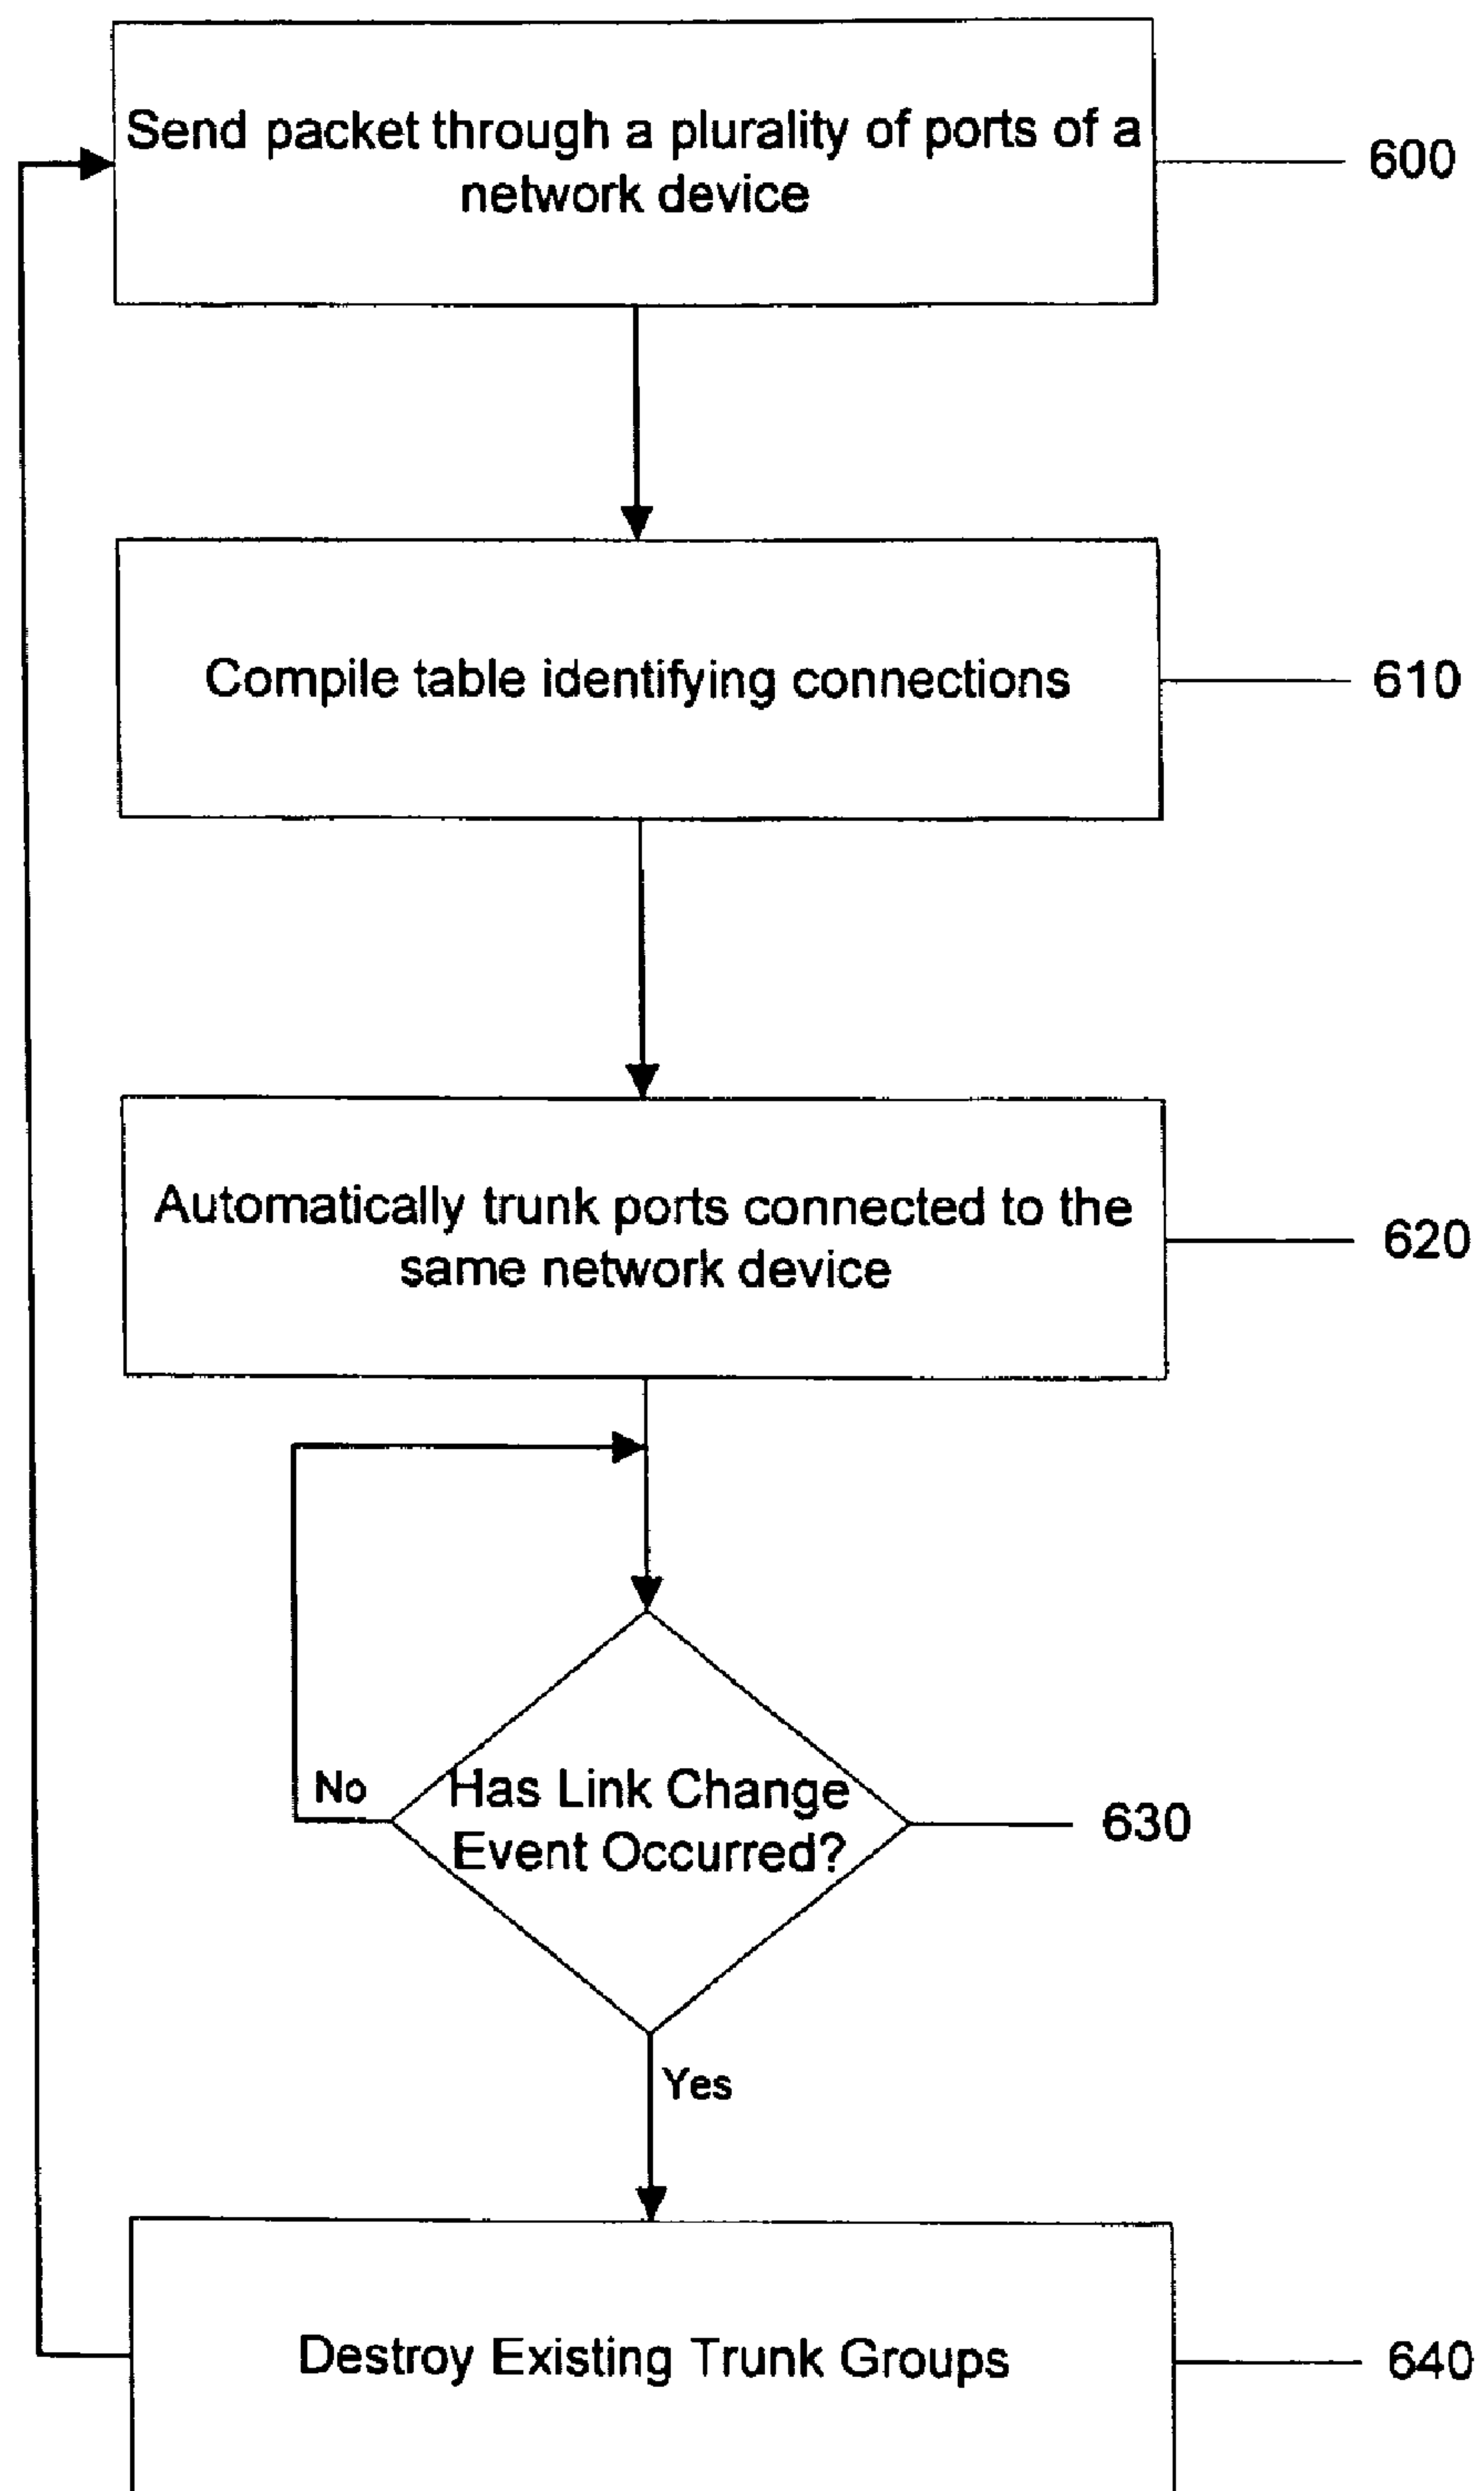 Send packet through a plurality of ports of a
network device
600
Compile table identifying connections
610
Automatically trunk ports connected to the
same network device
620
No
Has Link Change
Event Occurred?
630
Yes
Destroy Existing Trunk Groups
640